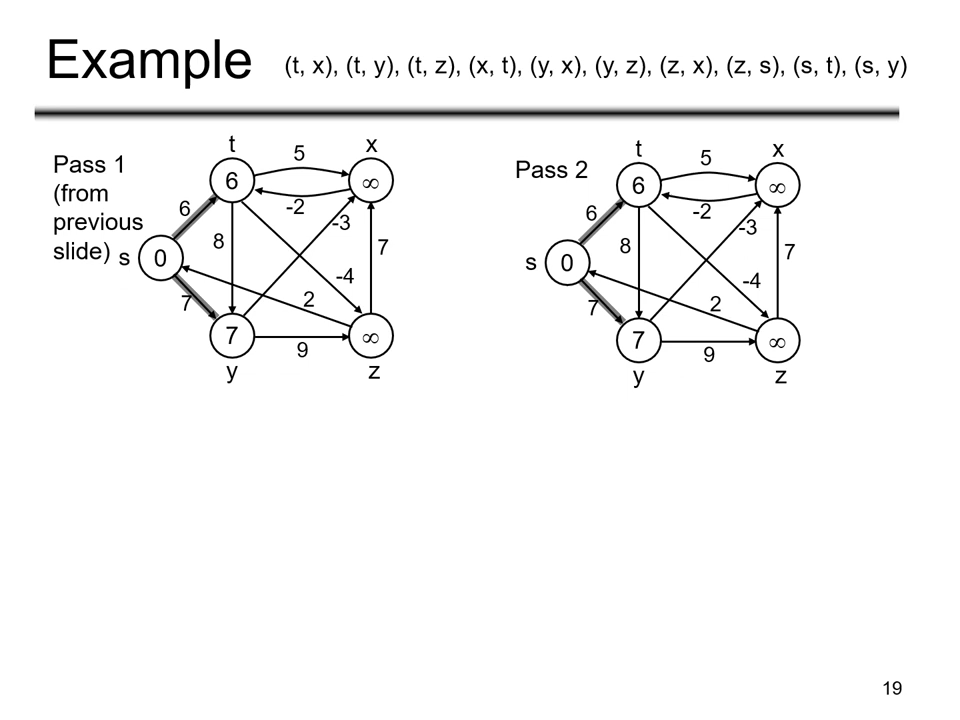 Example
(t, x), (t, y), (t, z), (x, t), (y, x), (y, z), (z, x), (z, s), (s, t), (s, y)
Pass 1
(from
previous
slide)
t
x
5
6
∞
-2
6
-3
8
7
s
0
-4
7
2
7
∞
9
y
z
Pass 2
t
x
5
6
∞
-2
6
-3
8
7
s
0
-4
7
2
7
∞
9
y
z
19